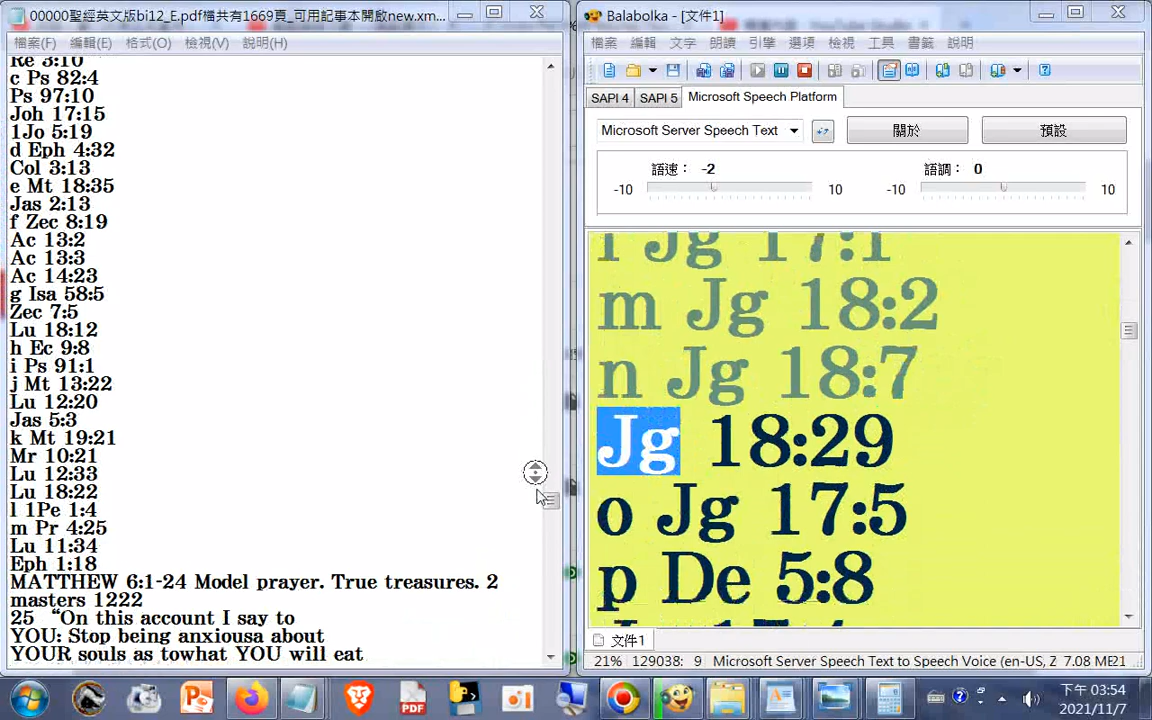 00000聖經英文版bi12_E.pdf檔共有1669頁_可用記事本開啟new.xm...
檔案(F) 編輯(E) 格式(O) 檢視(V) 說明(H)
Re 3:10
c Ps 82:4
Ps 97:10
Joh 17:15
1Jo 5:19
d Eph 4:32
Col 3:13
e Mt 18:35
Jas 2:13
f Zec 8:19
Ac 13:2
Ac 13:3
Ac 14:23
g Isa 58:5
Zec 7:5
Lu 18:12
h Ec 9:8
i Ps 91:1
j Mt 13:22
Lu 12:20
Jas 5:3
k Mt 19:21
Mr 10:21
Lu 12:33
Lu 18:22
l 1Pe 1:4
m Pr 4:25
Lu 11:34
Eph 1:18
MATTHEW 6:1-24 Model prayer. True treasures. 2
masters 1222
25 “On this account I say to
YOU: Stop being anxiousa about
YOUR souls as towhat YOU will eat
Balabolka - [文件1]
檔案 編輯 文字 朗讀 引擎 選項 檢視 工具 書籤 說明
SAPI 4 SAPI 5 Microsoft Speech Platform
Microsoft Server Speech Text 關於 預設
語速： -2 語調： 0
-10 10 -10 10
l Jg 17:1
m Jg 18:2
n Jg 18:7
Jg 18:29
o Jg 17:5
p De 5:8
文件1
21% 129038: 9 Microsoft Server Speech Text to Speech Voice (en-US, Z 7.08 ME21
PDF
下午 03:54
2021/11/7